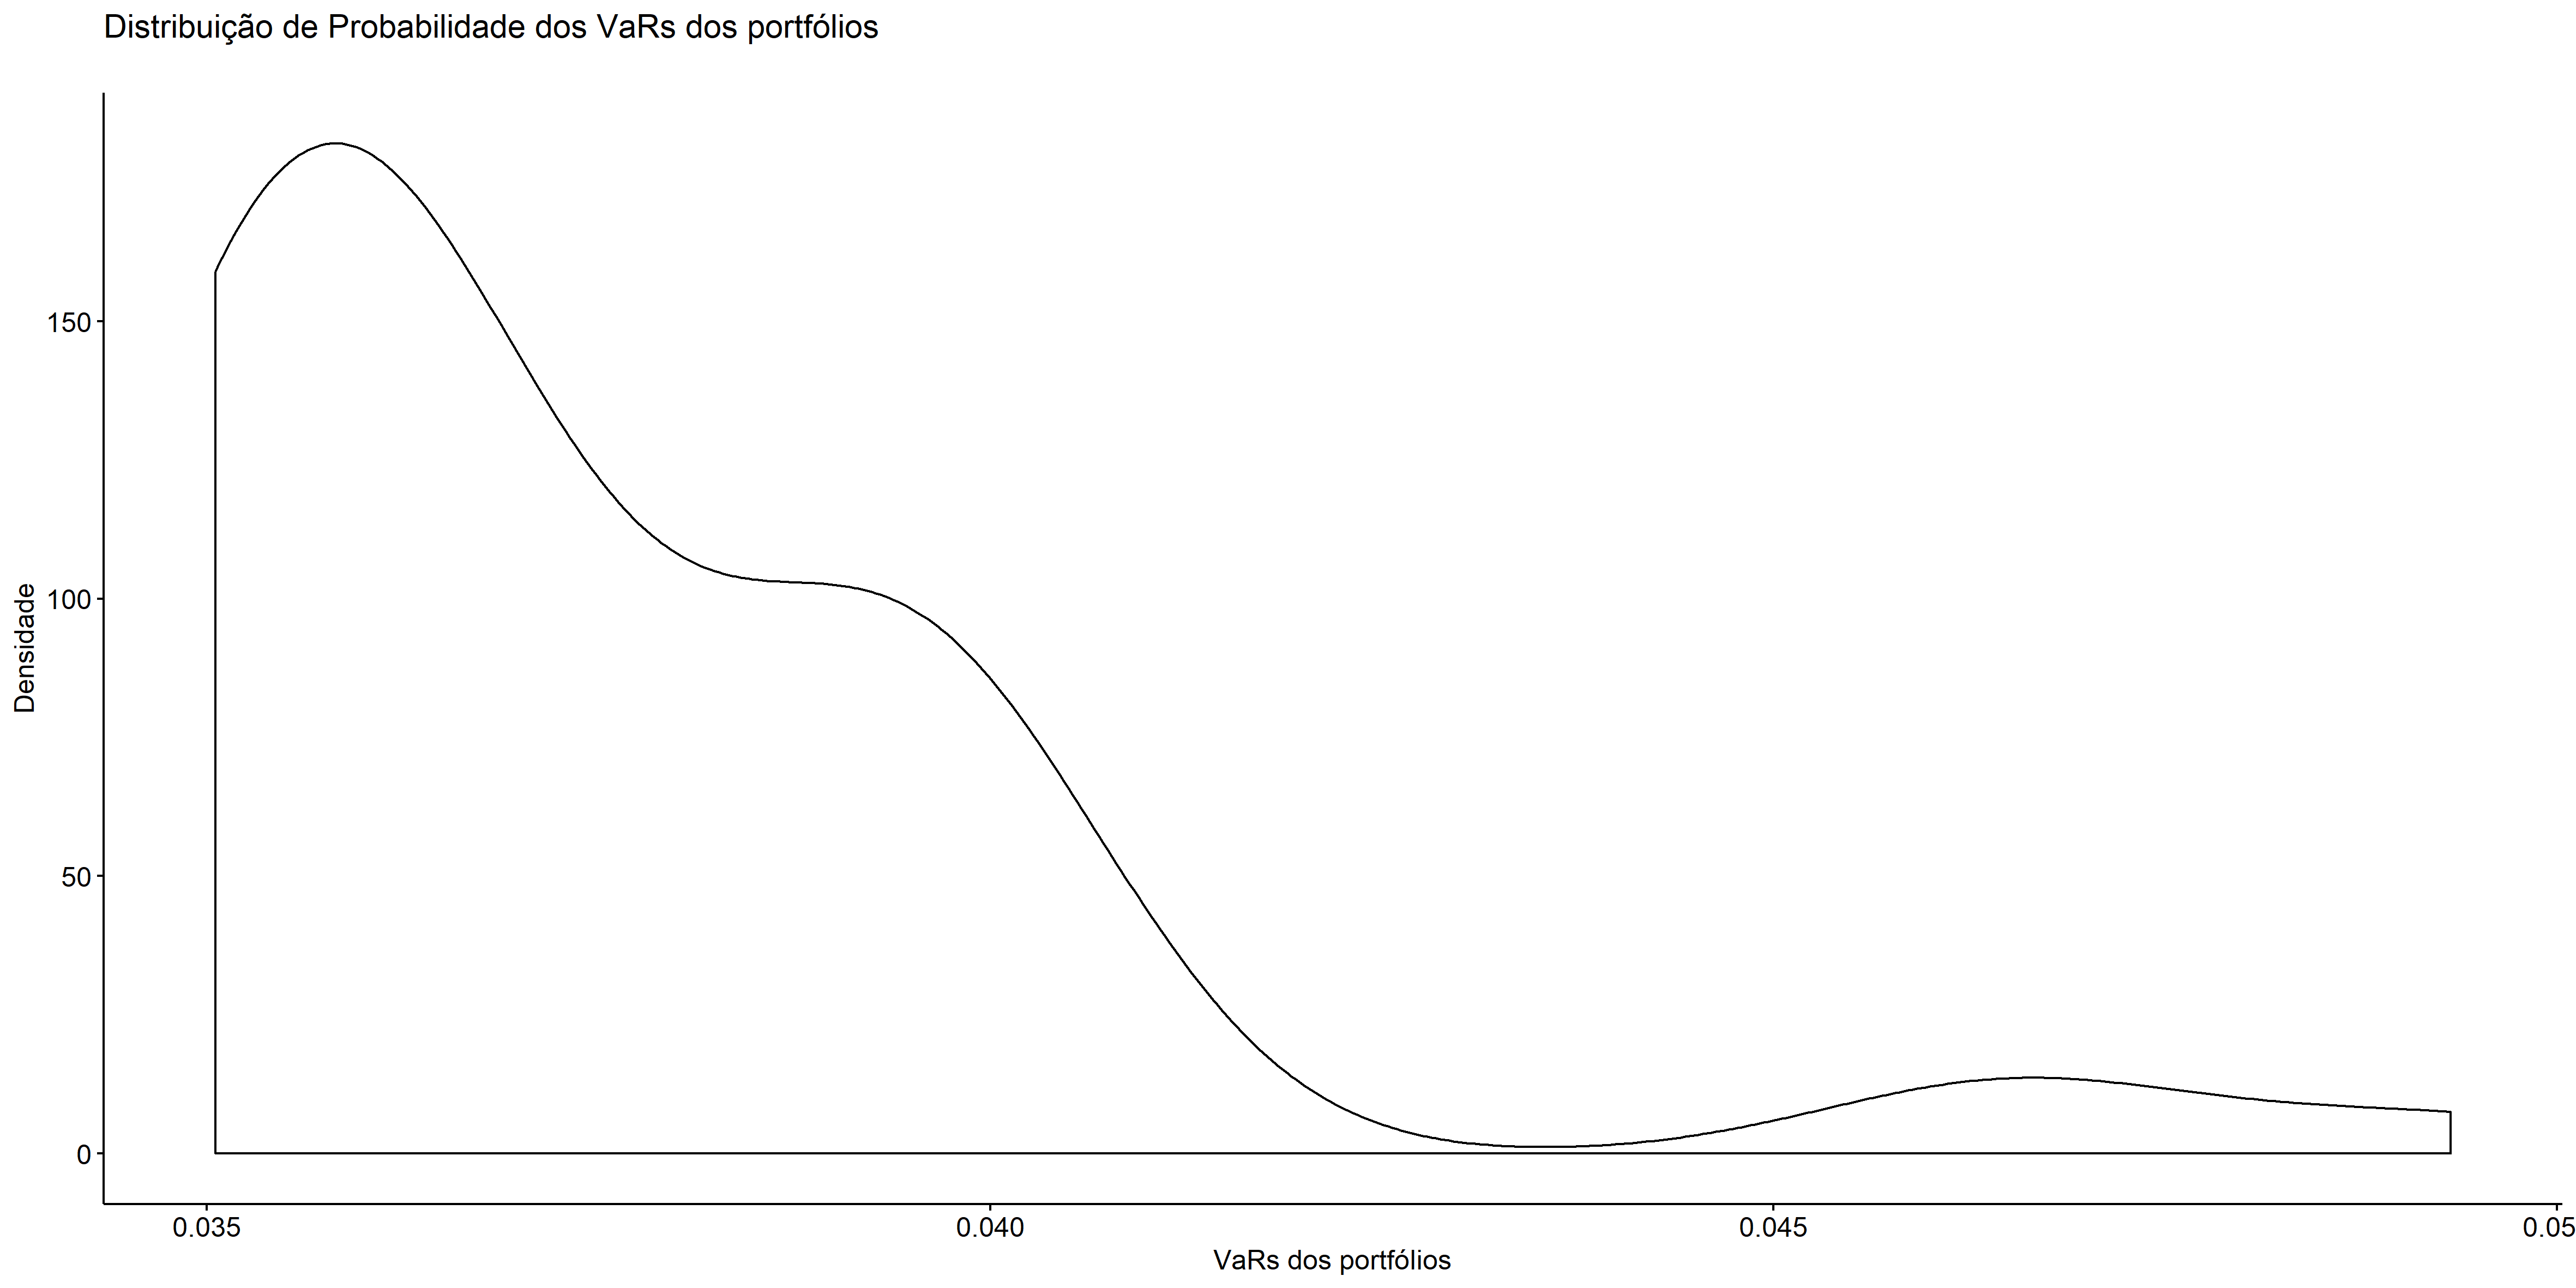 Distribuição de Probabilidade dos VaRs dos portfólios
Densidade
150
100
50
0
0.035
0.040
0.045
0.05
VaRs dos portfólios